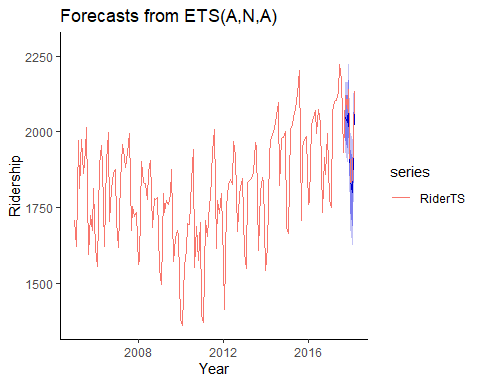 Forecasts from ETS(A,N,A)
2250
2000
1750
1500
Ridership
2008
2012
2016
Year
series
RiderTS